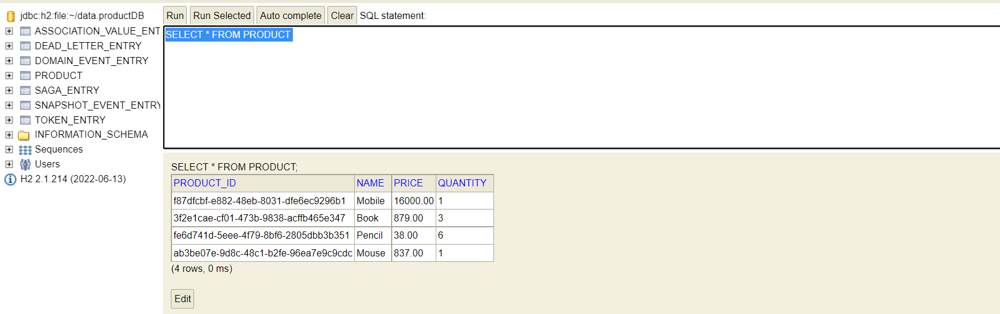 jdbc:h2:file:~/data.productDB
ASSOCIATION_VALUE_ENT
DEAD_LETTER_ENTRY
DOMAIN_EVENT_ENTRY
PRODUCT
SAGA_ENTRY
SNAPSHOT_EVENT_ENTRY
TOKEN_ENTRY
INFORMATION_SCHEMA
Sequences
Users
H2 2.1.214 (2022-06-13)
Run Run Selected Auto complete Clear SQL statement:
SELECT * FROM PRODUCT
SELECT * FROM PRODUCT;
PRODUCT_ID NAME PRICE QUANTITY
f87dfcbf-e882-48eb-8031-dfe6ec9296b1 Mobile 16000.00 1
3f2e1cae-cf01-473b-9838-acffb465e347 Book 879.00 3
fe6d741d-5eee-4f79-8bf6-2805dbb3b351 Pencil 38.00 6
ab3be07e-9d8c-48c1-b2fe-96ea7e9c9cdc Mouse 837.00 1
(4 rows, 0 ms)
Edit